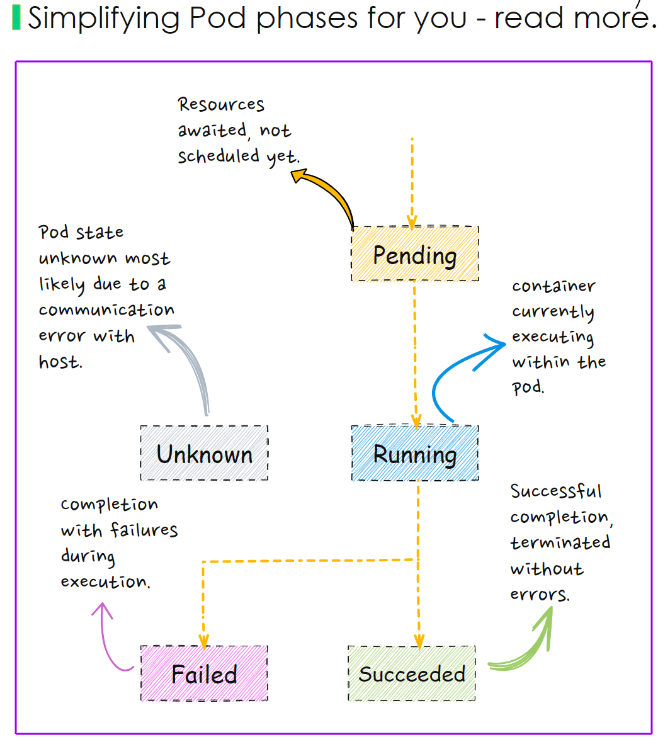 Simplifying Pod phases for you - read more.
Resources
awaited, not
scheduled yet.
Pending
Pod state
unknown most
likely due to a
communication
error with
host.
container
currently
executing
within the
pod.
Unknown
Running
completion
with failures
during
execution.
Successful
completion,
terminated
without
errors.
Failed
Succeeded